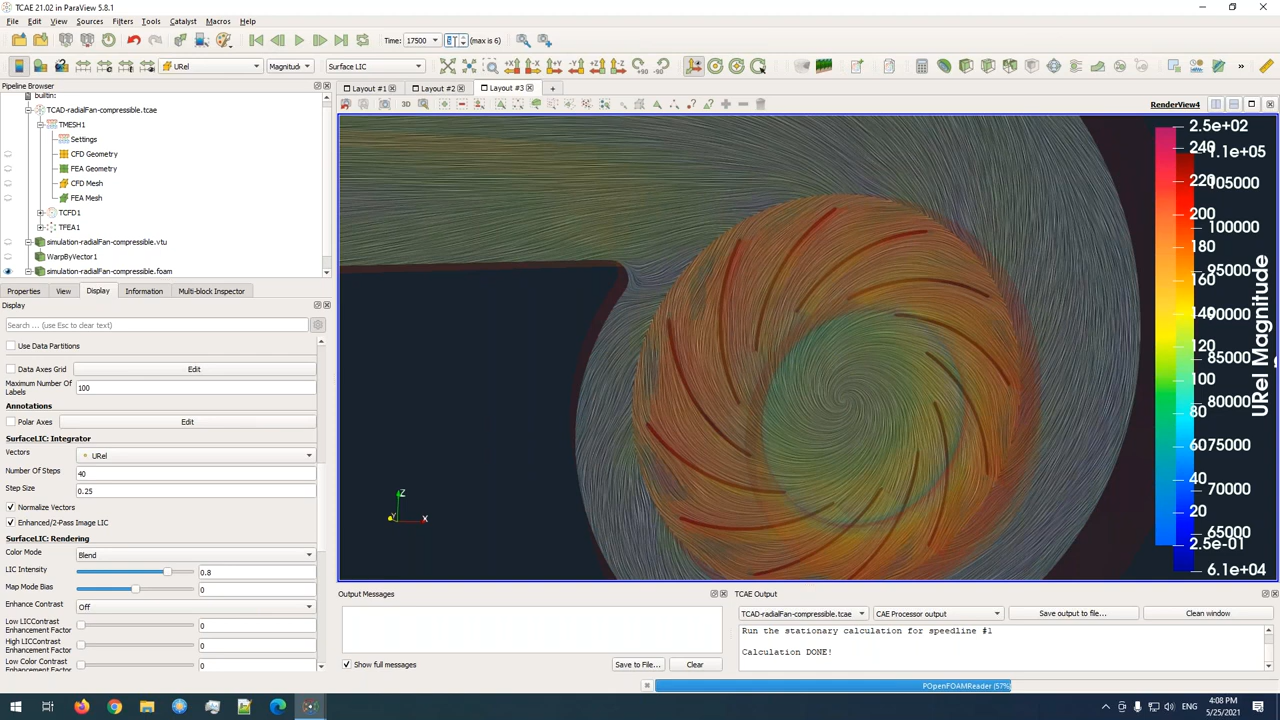 TCAE 21.02 in ParaView 5.8.1
File Edit View Sources Filters Tools Catalyst Macros Help
Time: 17500 (max is 6)
URel Magnitud Surface LIC
Pipeline Browser
Layout #1 Layout #2 Layout #3
3D
RenderView4
builtin:
TCAD-radialFan-compressible.tcae
TMESH1
Settings
CFD Geometry
FEA Geometry
CFD Mesh
FEA Mesh
TCFD1
TFEA1
simulation-radialFan-compressible.vtu
WarpByVector1
simulation-radialFan-compressible.foam
Properties View Display Information Multi-block Inspector
Display
Search ... (use Esc to clear text)
Use Data Partitions
Data Axes Grid Edit
Maximum Number Of Labels 100
Annotations
Polar Axes Edit
SurfaceLIC: Integrator
Vectors URel
Number Of Steps 40
Step Size 0.25
Normalize Vectors
Enhanced/2-Pass Image LIC
SurfaceLIC: Rendering
Color Mode Blend
LIC Intensity 0.8
Map Mode Bias 0
Enhance Contrast Off
Low LICContrast Enhancement Factor 0
High LICContrast Enhancement Factor 0
Low Color Contrast Enhancement Factor 0
2.5e+02
240
1.1e+05
105000
220
200
100000
180
95000
160
90000
140
120
85000
100
80000
80
60
75000
40
70000
20
65000
2.5e-01
6.1e+04
URel Magnitude
Z
Y
X
Output Messages
Show full messages Save to File... Clear
TCAE Output
TCAD-radialFan-compressible.tcae CAE Processor output Save output to file... Clean window
Run the stationary calculation for speedline #1
Calculation DONE!
POpenFOAMReader (57%)
ENG
4:08 PM
5/25/2021